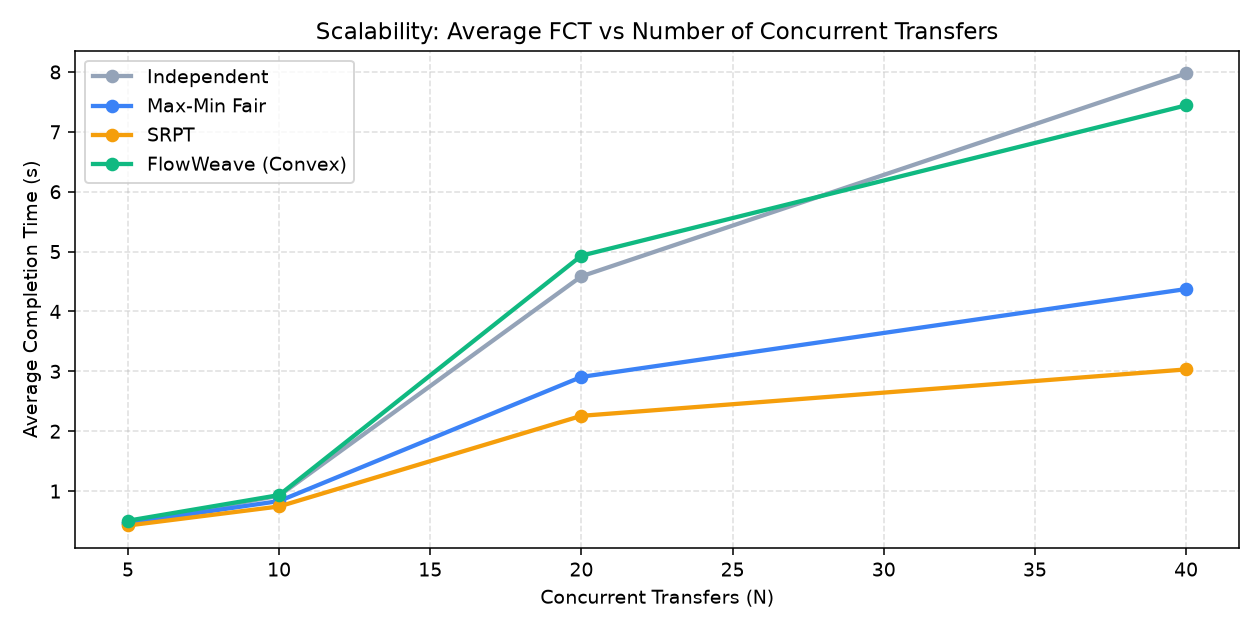 Scalability: Average FCT vs Number of Concurrent Transfers
Independent
Max-Min Fair
SRPT
FlowWeave (Convex)
Average Completion Time (s)
8
7
6
5
4
3
2
1
5 10 15 20 25 30 35 40
Concurrent Transfers (N)